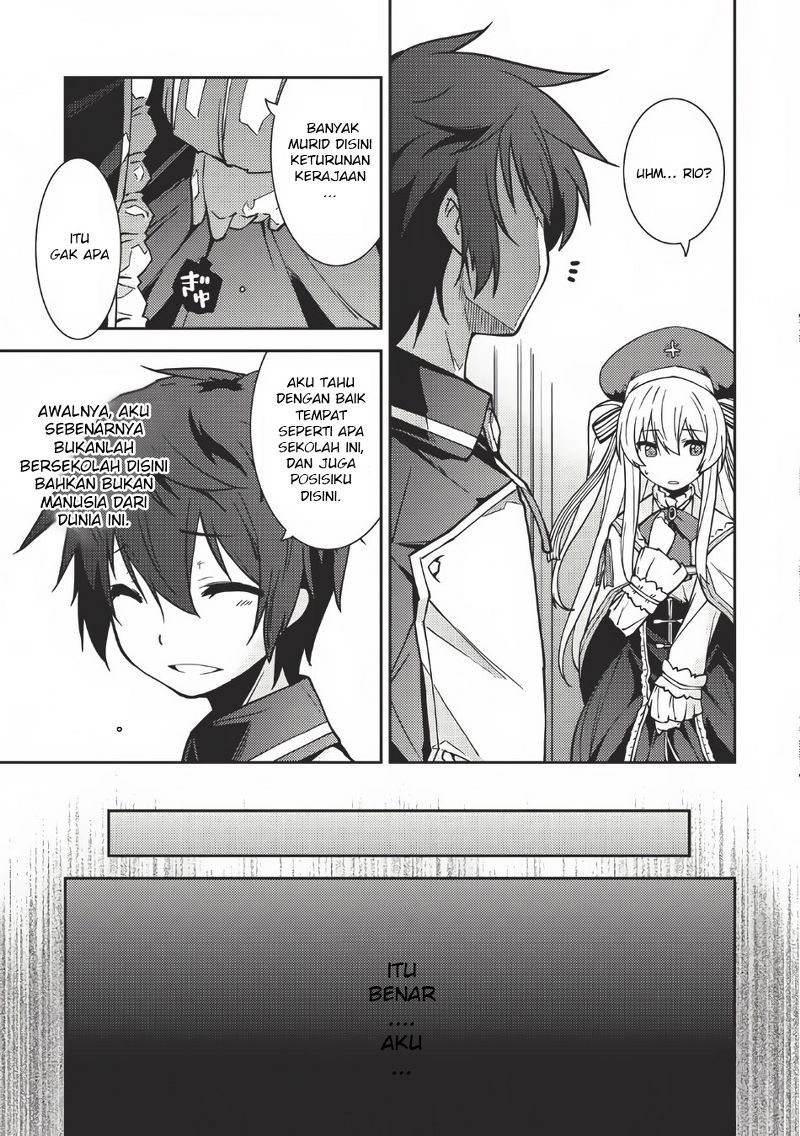 UHM... RIO?
BANYAK
MURID DISINI
KETURUNAN
KERAJAAN
...
ITU
GAK APA
ぎゅ
AKU TAHU
DENGAN BAIK
TEMPAT
SEPERTI APA
SEKOLAH INI,
DAN JUGA
POSISIKU
DISINI.
AWALNYA, AKU
SEBENARNYA
BUKANLAH
BERSEKOLAH DISINI
BAHKAN BUKAN
MANUSIA DARI
DUNIA INI.
ITU
BENAR
....
AKU
...